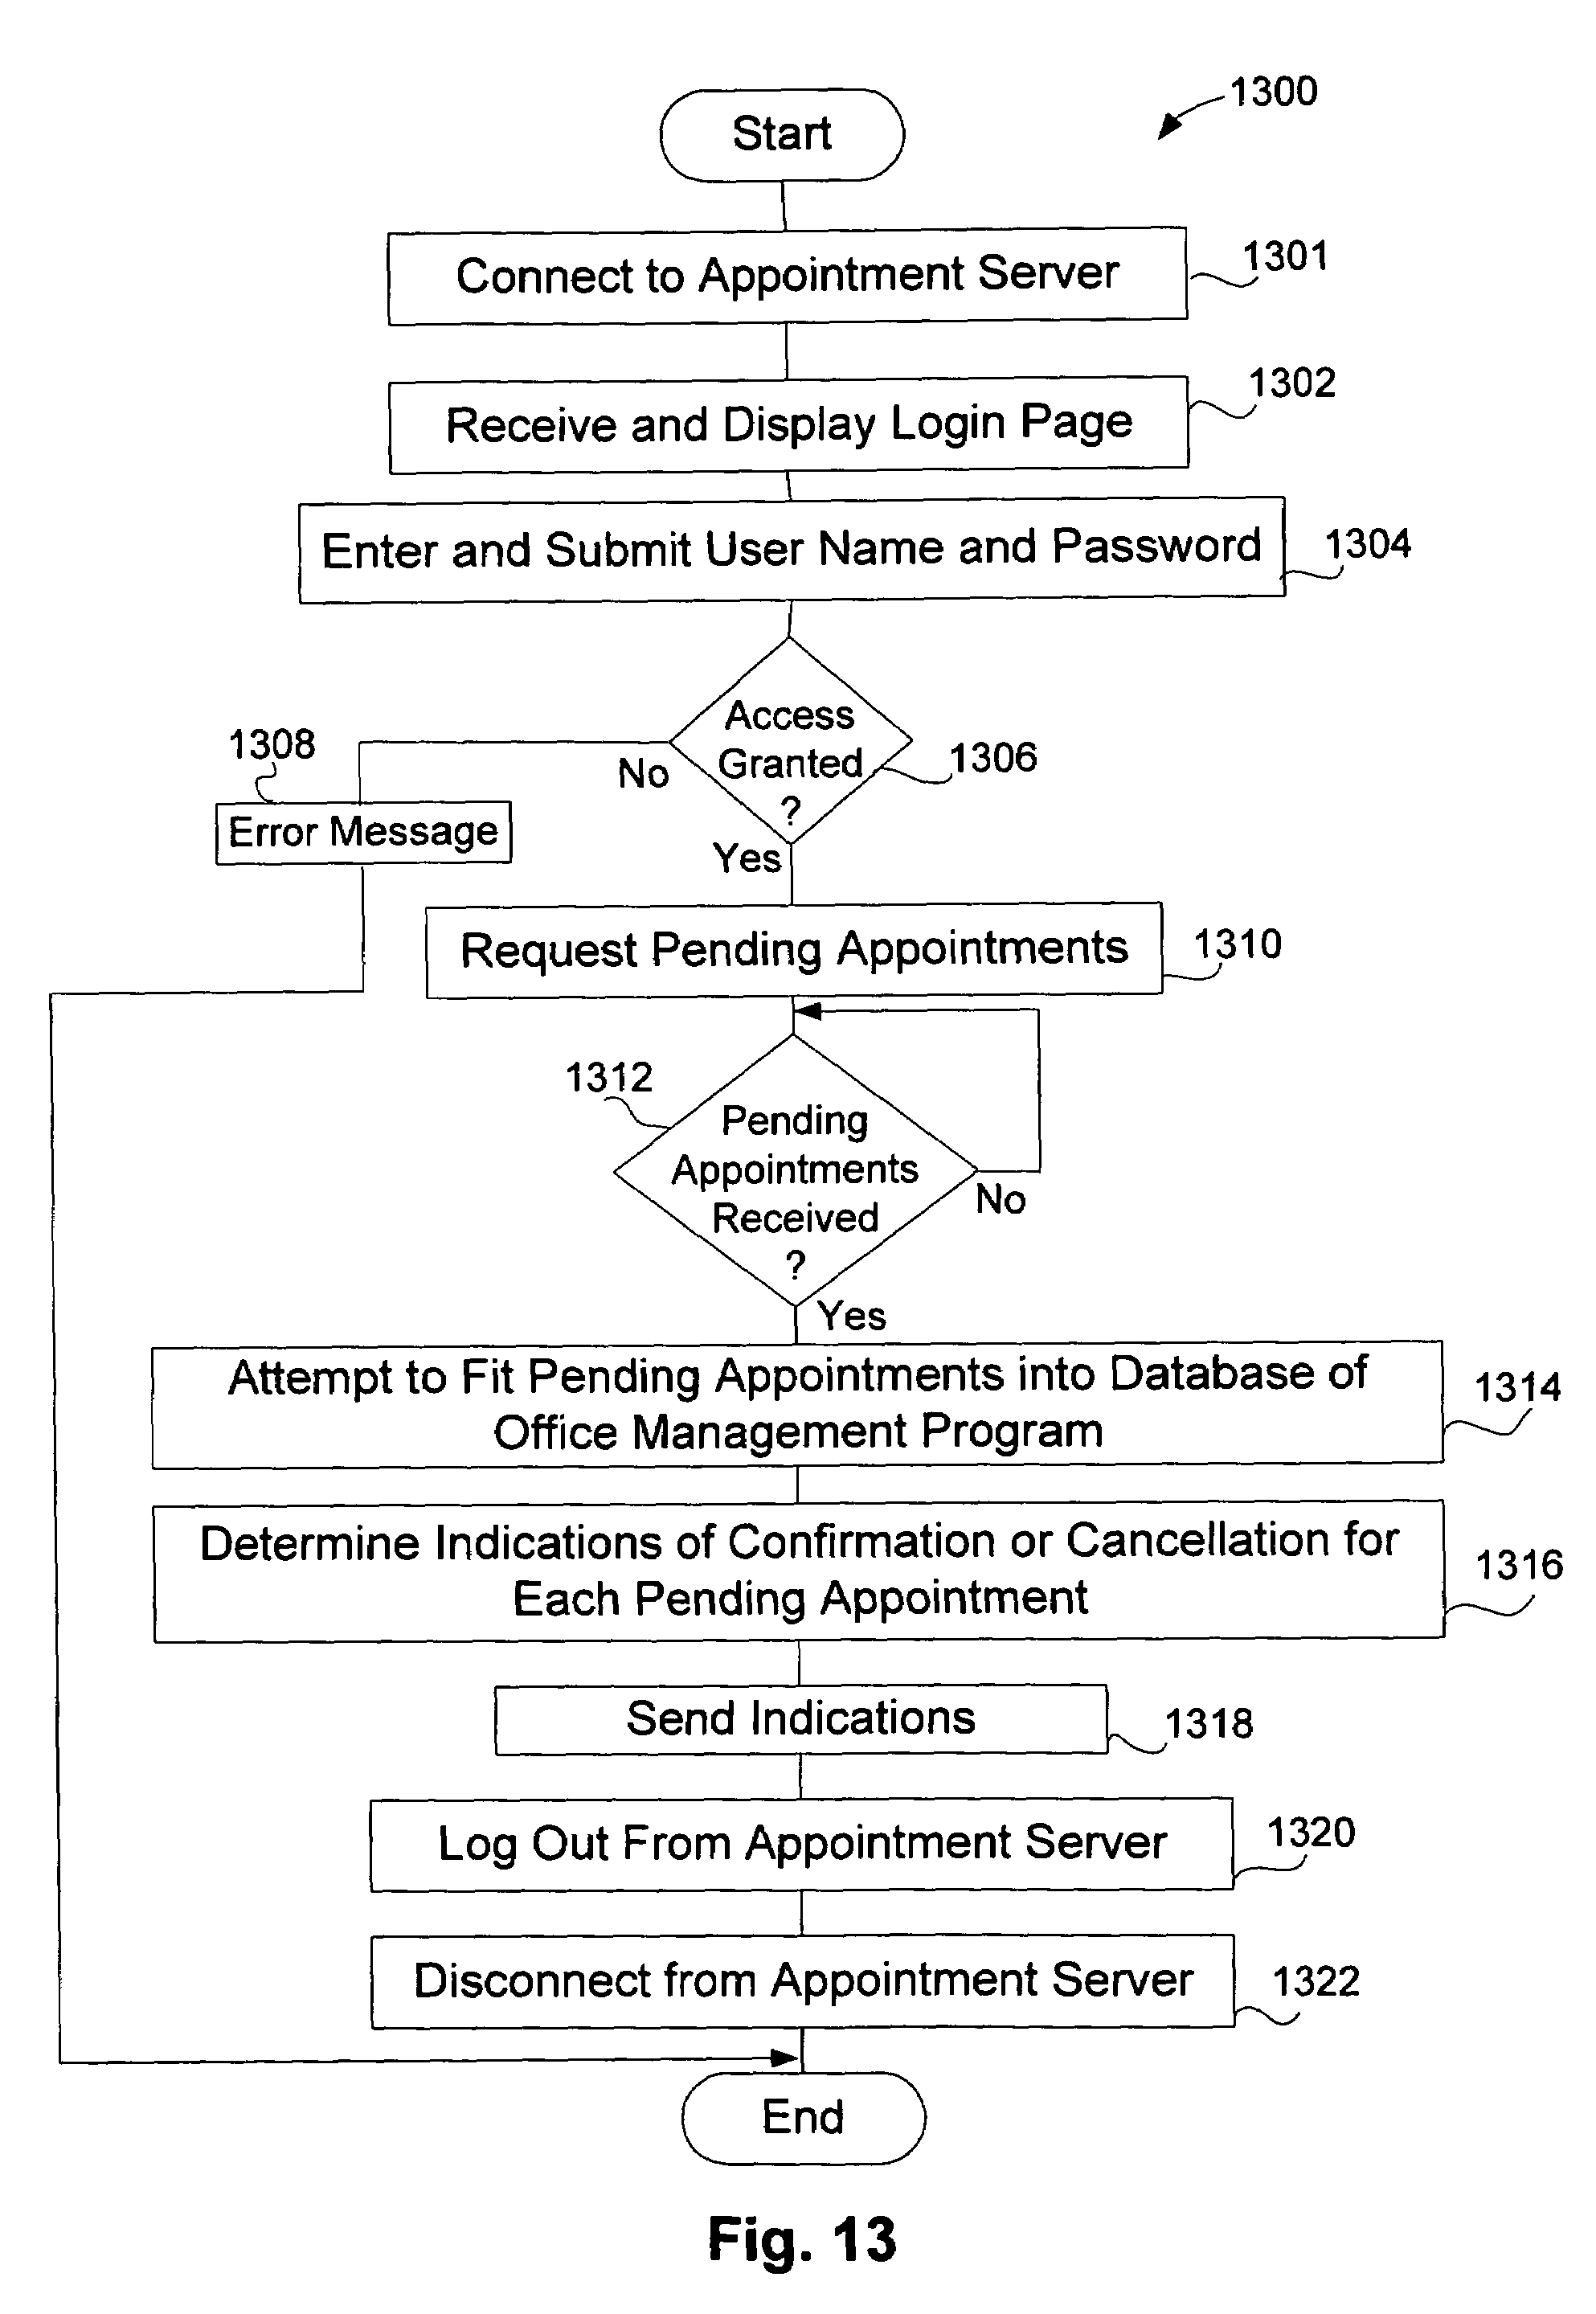 1300
Start
Connect to Appointment Server
1301
Receive and Display Login Page
1302
Enter and Submit User Name and Password
1304
Access
Granted
?
1306
No
1308
Error Message
Yes
Request Pending Appointments
1310
1312
Pending
Appointments
Received
?
No
Yes
Attempt to Fit Pending Appointments into Database of
Office Management Program
1314
Determine Indications of Confirmation or Cancellation for
Each Pending Appointment
1316
Send Indications
1318
Log Out From Appointment Server
1320
Disconnect from Appointment Server
1322
End
Fig. 13